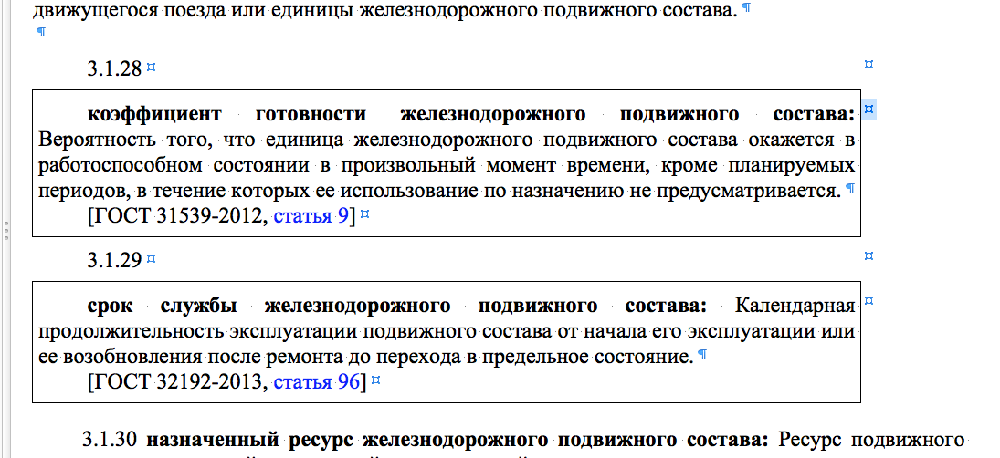 движущегося поезда или единицы железнодорожного подвижного состава. ¶
¶
3.1.28 ¤ ¤
коэффициент готовности железнодорожного подвижного состава: ¤
Вероятность того, что единица железнодорожного подвижного состава окажется в
работоспособном состоянии в произвольный момент времени, кроме планируемых
периодов, в течение которых ее использование по назначению не предусматривается. ¶
[ГОСТ 31539-2012, статья 9] ¤
3.1.29 ¤ ¤
срок службы железнодорожного подвижного состава: Календарная ¤
продолжительность эксплуатации подвижного состава от начала его эксплуатации или
ее возобновления после ремонта до перехода в предельное состояние. ¶
[ГОСТ 32192-2013, статья 96] ¤
3.1.30 назначенный ресурс железнодорожного подвижного состава: Ресурс подвижного